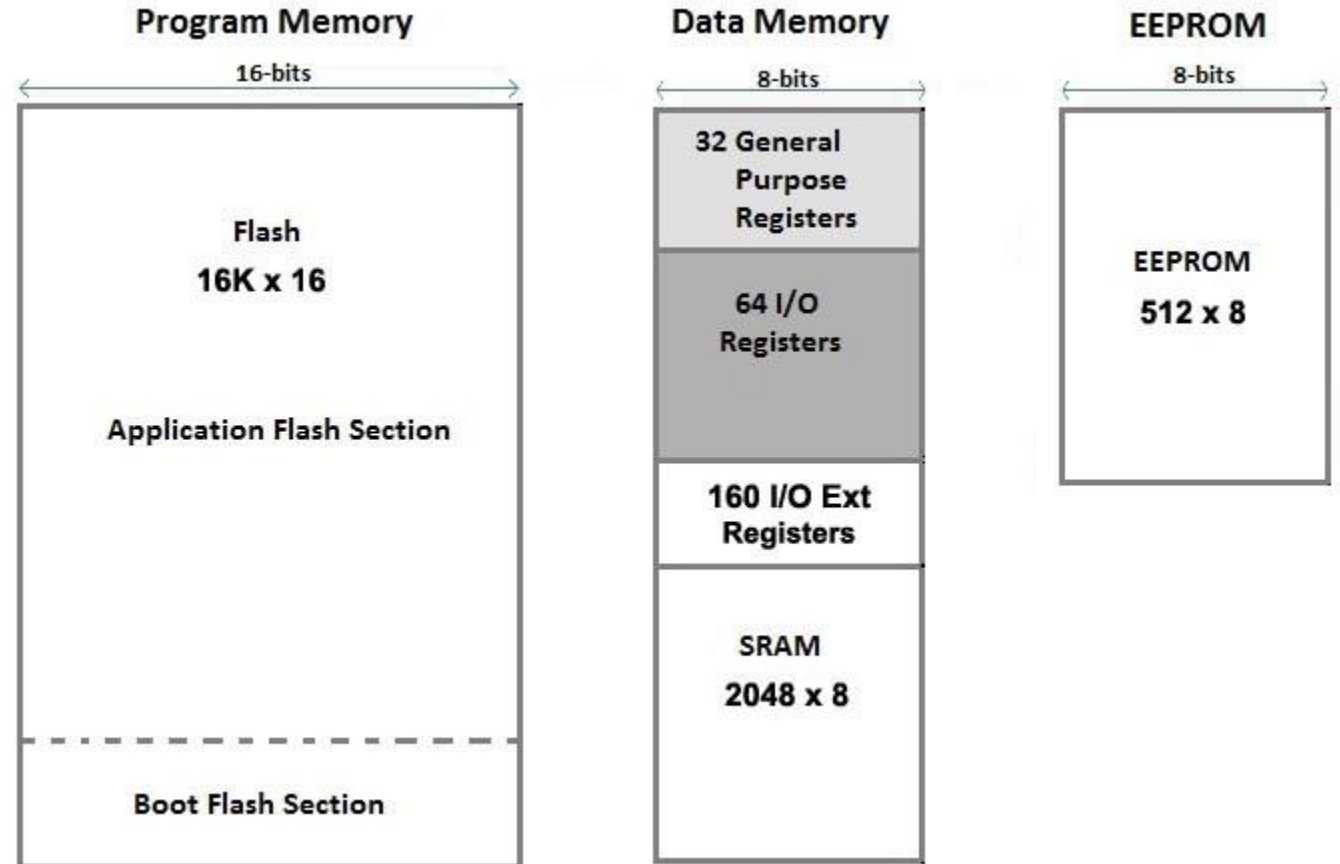 Program Memory
16-bits
Flash
16K x 16
Application Flash Section
Boot Flash Section
Data Memory
8-bits
32 General
Purpose
Registers
64 I/O
Registers
160 I/O Ext
Registers
SRAM
2048 x 8
EEPROM
8-bits
EEPROM
512 x 8